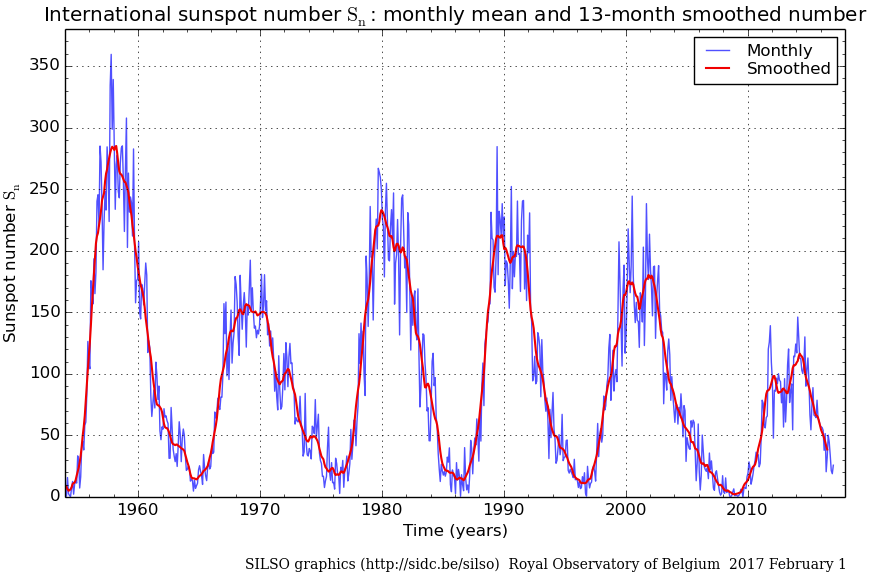 International sunspot number Sn : monthly mean and 13-month smoothed number
Monthly
Smoothed
350
300
250
200
150
100
50
0
Sunspot number Sn
1960 1970 1980 1990 2000 2010
Time (years)
SILSO graphics (http://sidc.be/silso) Royal Observatory of Belgium 2017 February 1